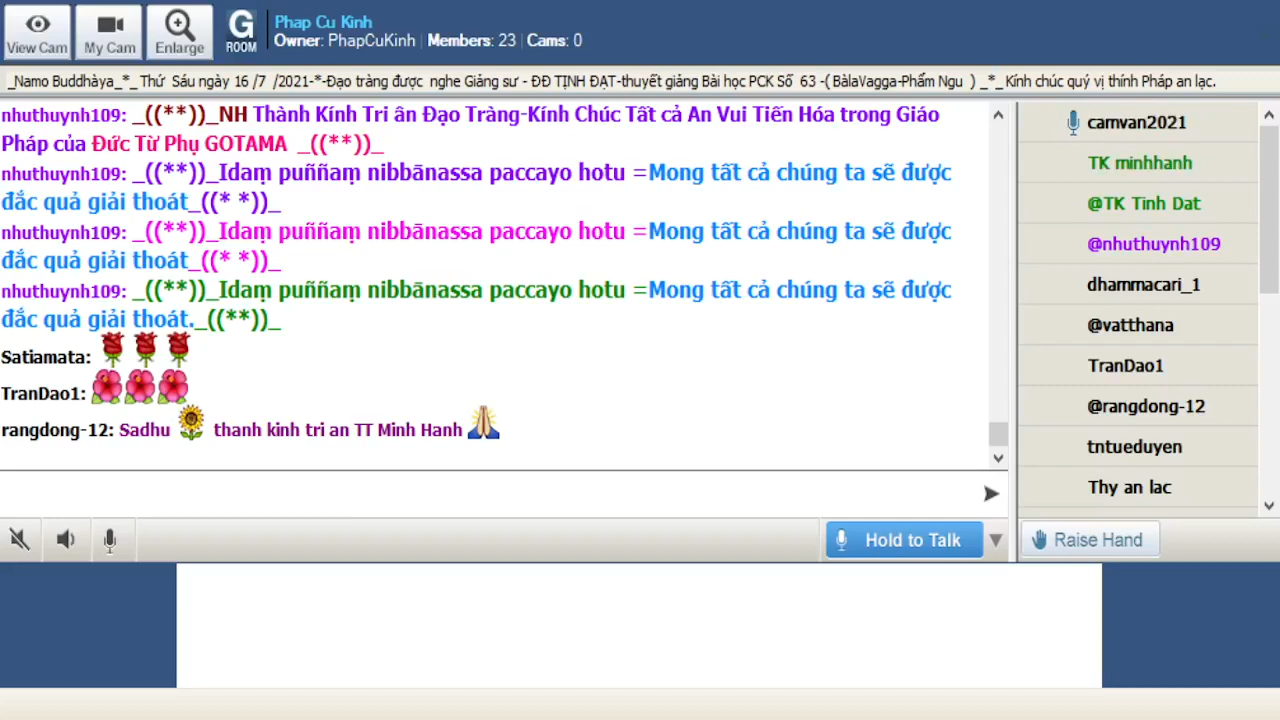 View Cam
My Cam
Enlarge
G
ROOM
Phap Cu Kinh
Owner: PhapCuKinh | Members: 23 | Cams: 0
_Namo Buddhàya_*_ Thứ Sáu ngày 16 /7 /2021-*-Đạo tràng được nghe Giảng sư - ĐĐ TỊNH ĐẠT-thuyết giảng Bài học PCK Số 63 -( BàlaVagga-Phẩm Ngu ) _*_ Kính chúc quý vị thính Pháp an lạc.
nhuthuynh109: _((**))_NH Thành Kính Tri ân Đạo Tràng-Kính Chúc Tất cả An Vui Tiến Hóa trong Giáo
Pháp của Đức Từ Phụ GOTAMA _((**))_
nhuthuynh109: _((**))_Idaṃ puññaṃ nibbānassa paccayo hotu =Mong tất cả chúng ta sẽ được
đắc quả giải thoát_((* *))_
nhuthuynh109: _((**))_Idaṃ puññaṃ nibbānassa paccayo hotu =Mong tất cả chúng ta sẽ được
đắc quả giải thoát_((* *))_
nhuthuynh109: _((**))_Idaṃ puññaṃ nibbānassa paccayo hotu =Mong tất cả chúng ta sẽ được
đắc quả giải thoát._((**))_
Satiamata: 🌹🌹🌹
TranDao1: 🌺🌺🌺
rangdong-12: Sadhu 🌻 thanh kinh tri an TT Minh Hanh 🙏
camvan2021
TK minhhanh
@TK Tinh Dat
@nhuthuynh109
dhammacari_1
@vatthana
TranDao1
@rangdong-12
tntueduyen
Thy an lac
Hold to Talk
Raise Hand